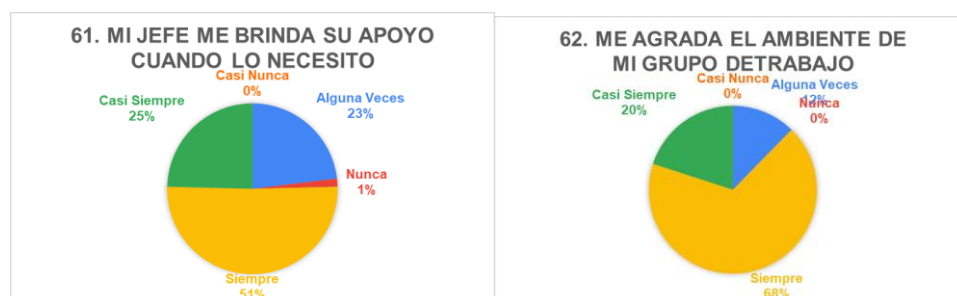 61. MI JEFE ME BRINDA SU APOYO
CUANDO LO NECESITO
Casi Nunca
0%
Alguna Veces
23%
Casi Siempre
25%
Nunca
1%
Siempre
51%
62. ME AGRADA EL AMBIENTE DE
MI GRUPO DETRABAJO
Casi Nunca
0%
Alguna Veces
12%
Nunca
0%
Casi Siempre
20%
Siempre
68%